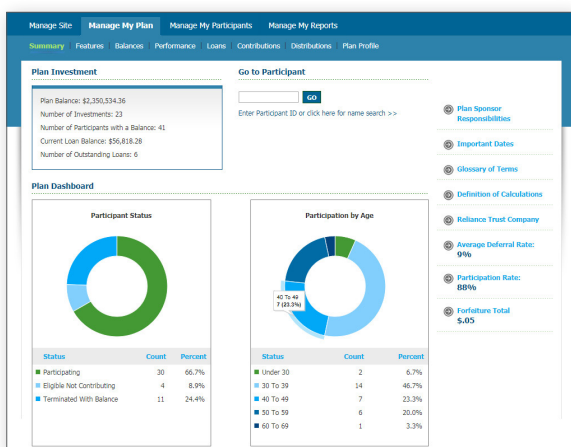 Manage Site Manage My Plan Manage My Participants Manage My Reports
Summary Features Balances Performance Loans Contributions Distributions Plan Profile
Plan Investment
Plan Balance: $2,350,534.36
Number of Investments: 23
Number of Participants with a Balance: 41
Current Loan Balance: $56,818.28
Number of Outstanding Loans: 6
Go to Participant
GO
Enter Participant ID or click here for name search >>
Plan Sponsor
Responsibilities
Important Dates
Glossary of Terms
Definition of Calculations
Reliance Trust Company
Average Deferral Rate:
9%
Participation Rate:
88%
Forfeiture Total
$.05
Plan Dashboard
Participant Status
Status Count Percent
Participating 30 66.7%
Eligible Not Contributing 4 8.9%
Terminated With Balance 11 24.4%
Participation by Age
40 To 49
7 (23.3%)
Status Count Percent
Under 30 2 6.7%
30 To 39 14 46.7%
40 To 49 7 23.3%
50 To 59 6 20.0%
60 To 69 1 3.3%